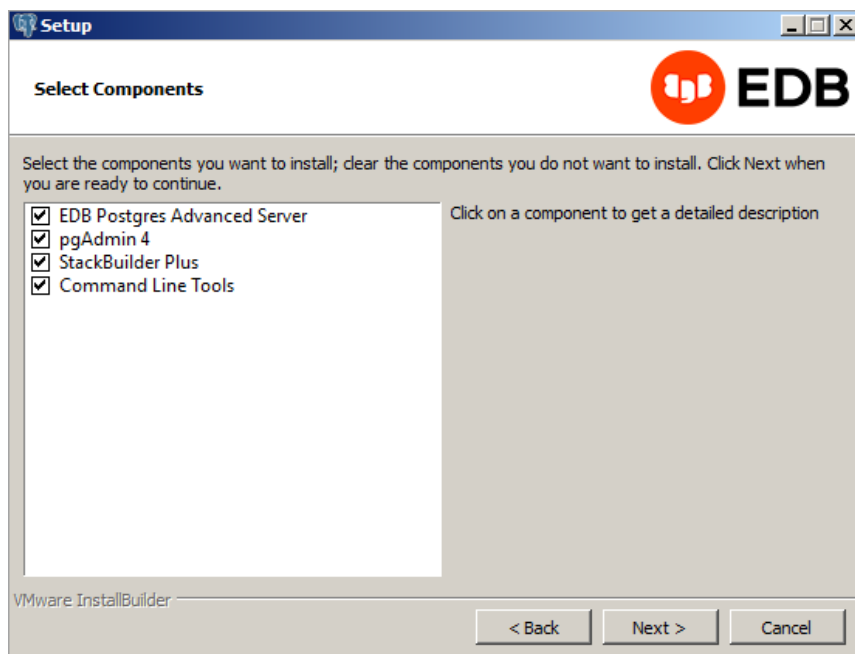 Setup
Select Components
EDB
Select the components you want to install; clear the components you do not want to install. Click Next when
you are ready to continue.
EDB Postgres Advanced Server
pgAdmin 4
StackBuilder Plus
Command Line Tools
Click on a component to get a detailed description
VMware InstallBuilder
< Back
Next >
Cancel